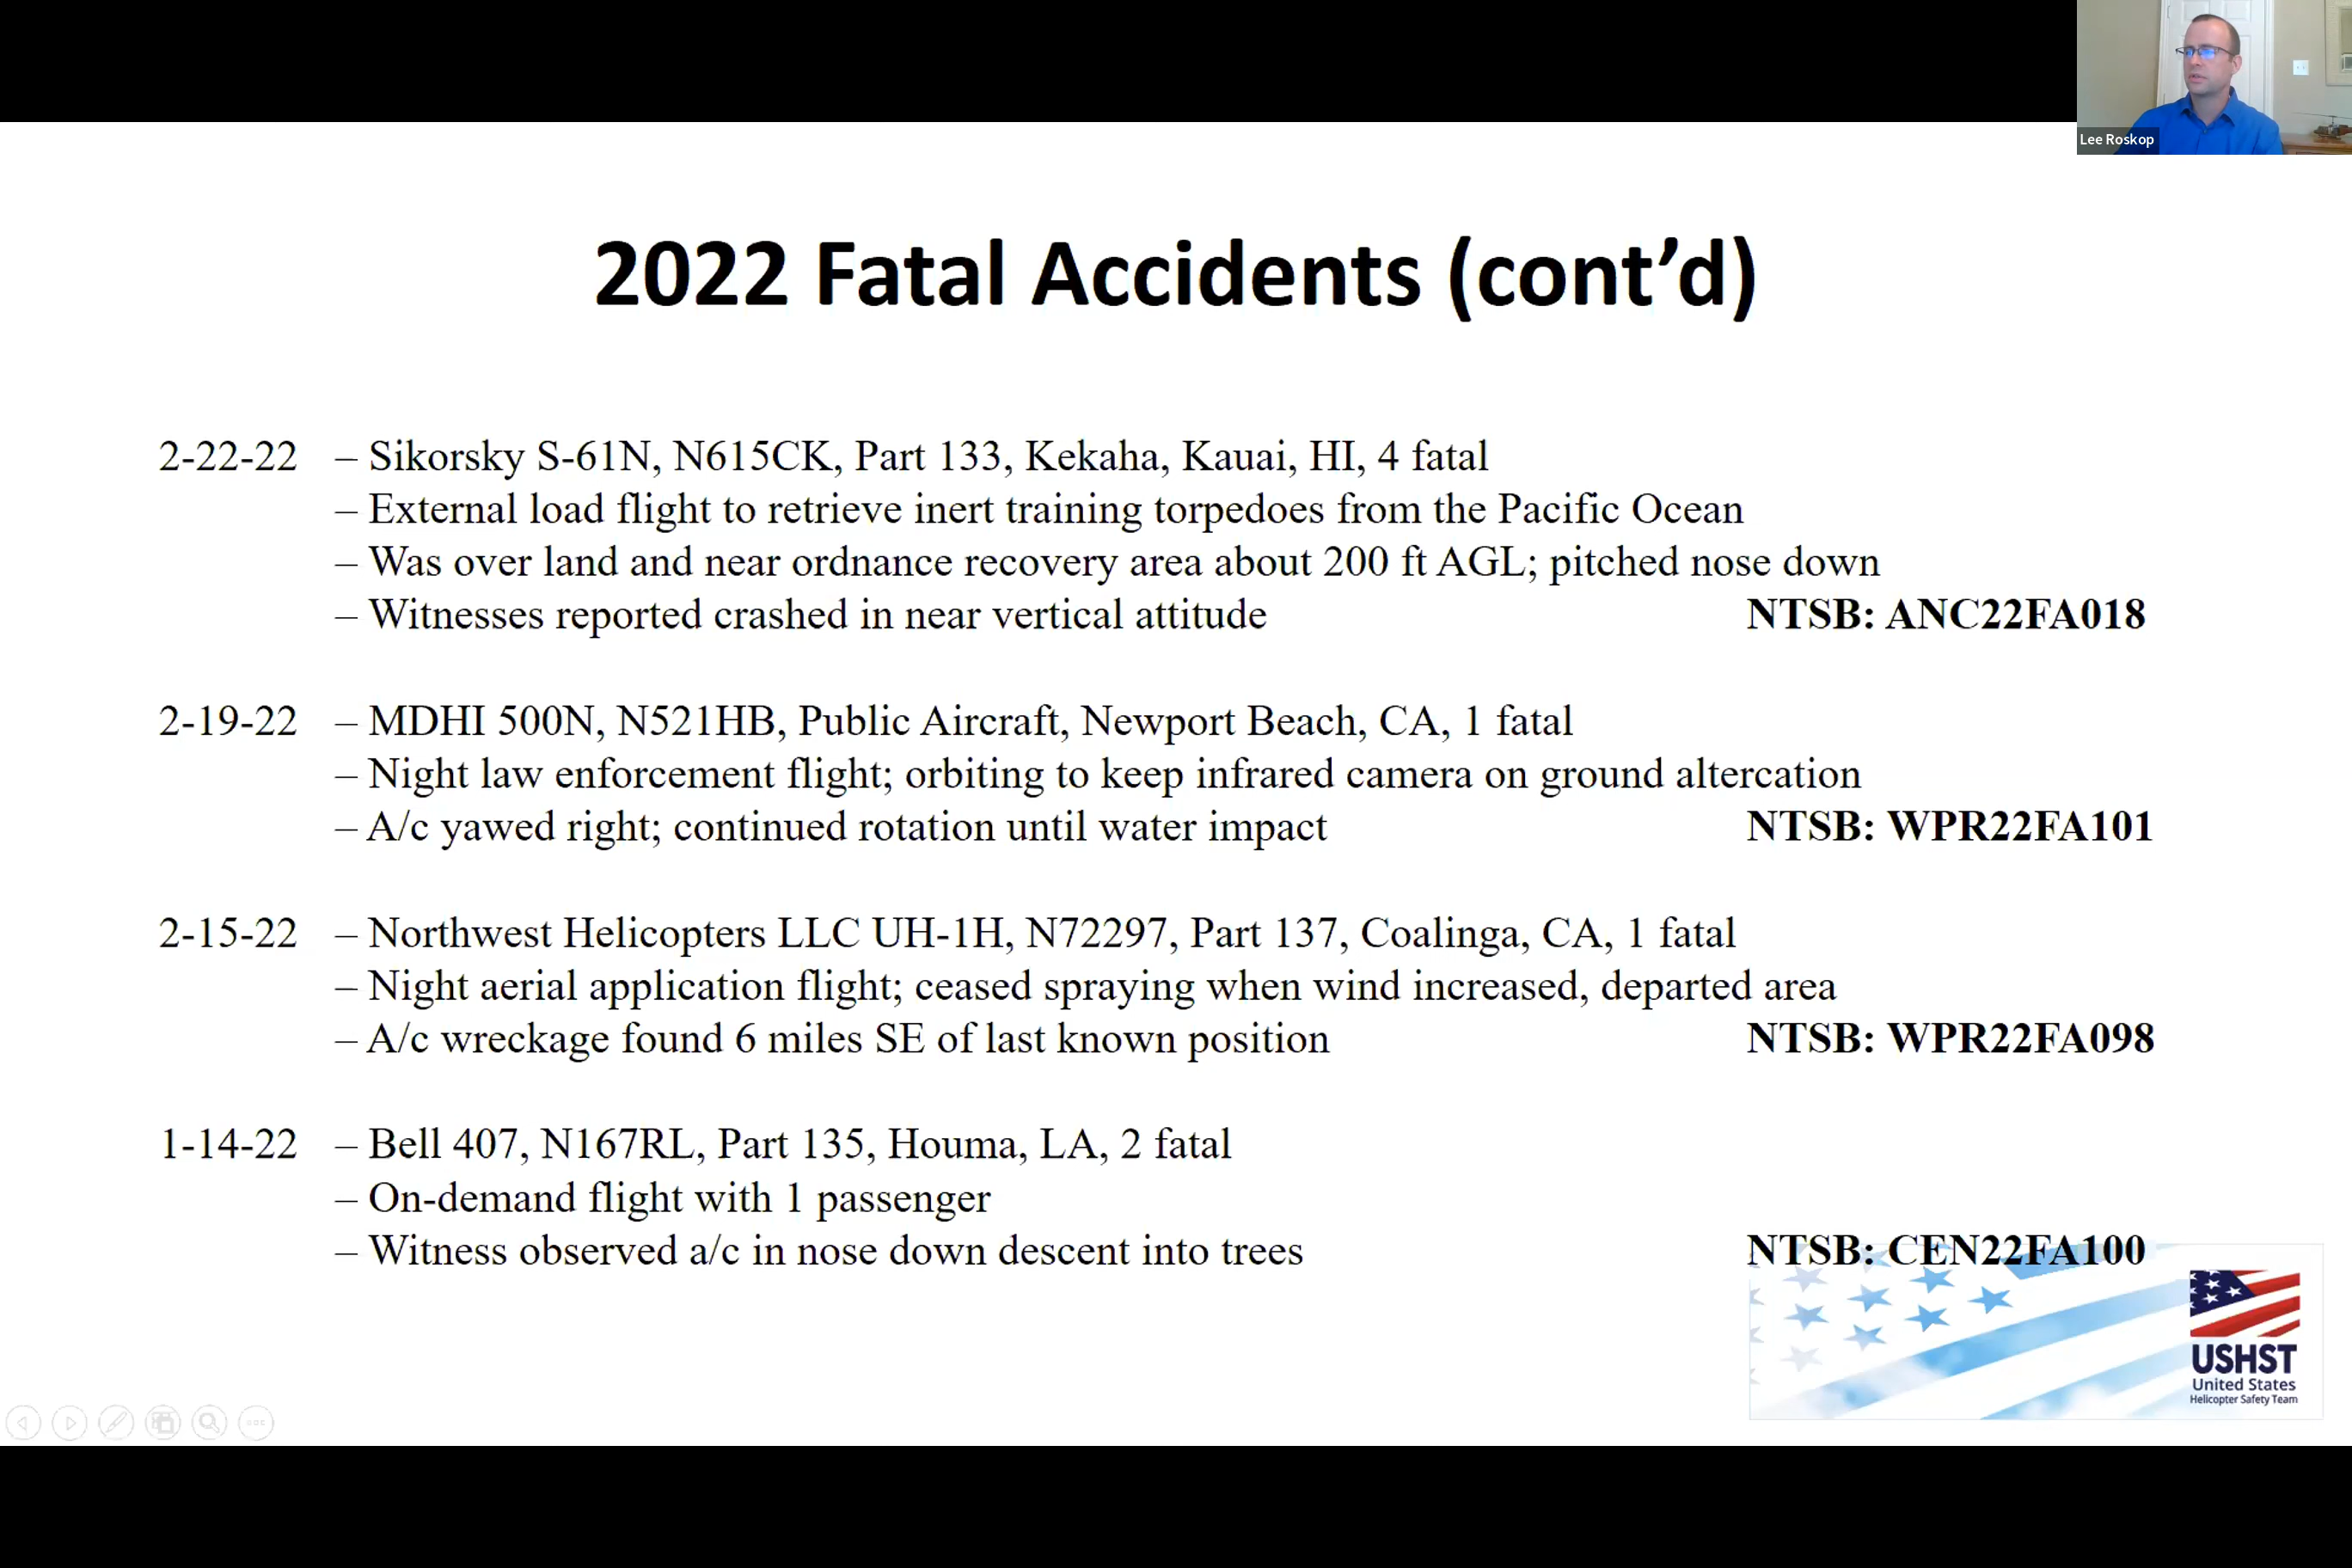 Lee Roskop
2022 Fatal Accidents (cont’d)
2-22-22 – Sikorsky S-61N, N615CK, Part 133, Kekaha, Kauai, HI, 4 fatal
– External load flight to retrieve inert training torpedoes from the Pacific Ocean
– Was over land and near ordnance recovery area about 200 ft AGL; pitched nose down
– Witnesses reported crashed in near vertical attitude NTSB: ANC22FA018
2-19-22 – MDHI 500N, N521HB, Public Aircraft, Newport Beach, CA, 1 fatal
– Night law enforcement flight; orbiting to keep infrared camera on ground altercation
– A/c yawed right; continued rotation until water impact NTSB: WPR22FA101
2-15-22 – Northwest Helicopters LLC UH-1H, N72297, Part 137, Coalinga, CA, 1 fatal
– Night aerial application flight; ceased spraying when wind increased, departed area
– A/c wreckage found 6 miles SE of last known position NTSB: WPR22FA098
1-14-22 – Bell 407, N167RL, Part 135, Houma, LA, 2 fatal
– On-demand flight with 1 passenger
– Witness observed a/c in nose down descent into trees NTSB: CEN22FA100
USHST
United States
Helicopter Safety Team